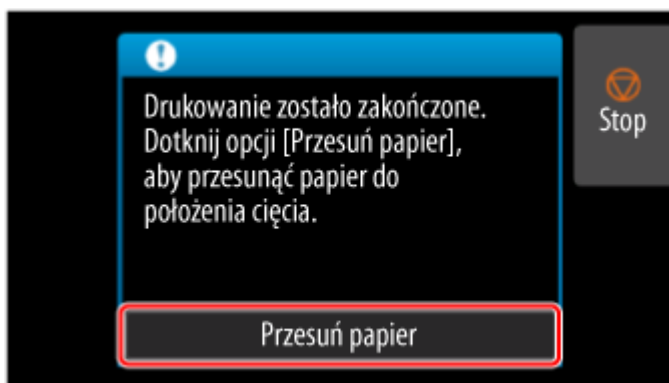 Drukowanie zostało zakończone.
Dotknij opcji [Przesuń papier],
aby przesunąć papier do
położenia cięcia.
Stop
Przesuń papier